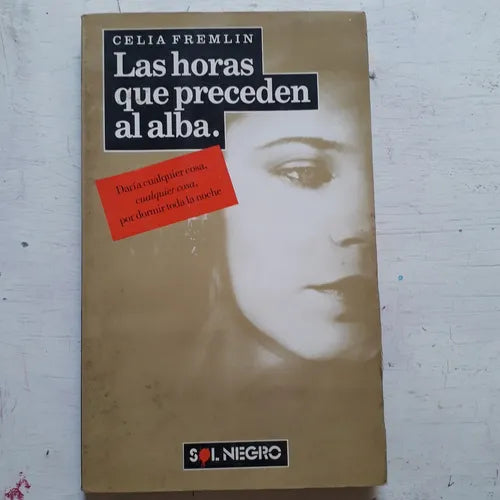 CELIA FREMLIN
Las horas
que preceden
al alba.
Daría cualquier cosa,
cualquier cosa,
por dormir toda la noche
SOL NEGRO